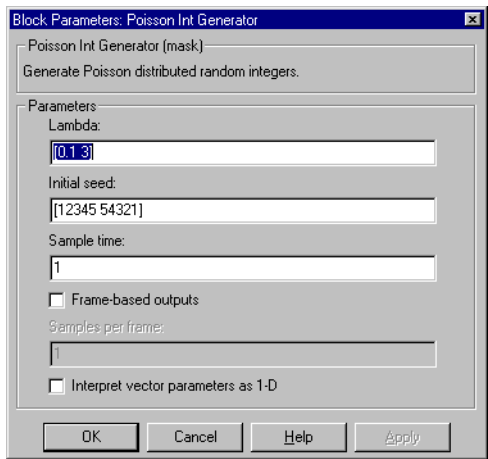 Block Parameters: Poisson Int Generator
Poisson Int Generator (mask)
Generate Poisson distributed random integers.
Parameters
Lambda:
[0.1 3]
Initial seed:
[12345 54321]
Sample time:
1
Frame-based outputs
Samples per frame:
1
Interpret vector parameters as 1-D
OK Cancel Help Apply